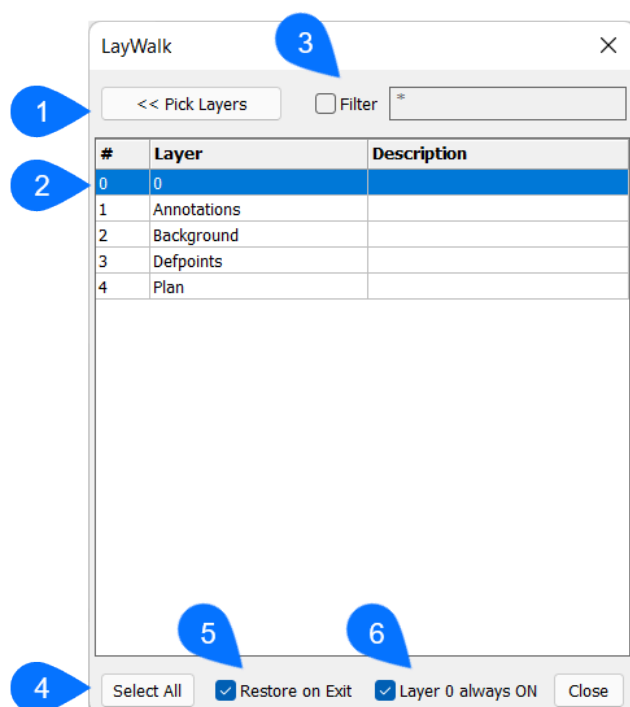 3
LayWalk
1
<< Pick Layers
Filter
*
# Layer Description
2
0 0
1 Annotations
2 Background
3 Defpoints
4 Plan
5
6
4
Select All
Restore on Exit
Layer 0 always ON
Close